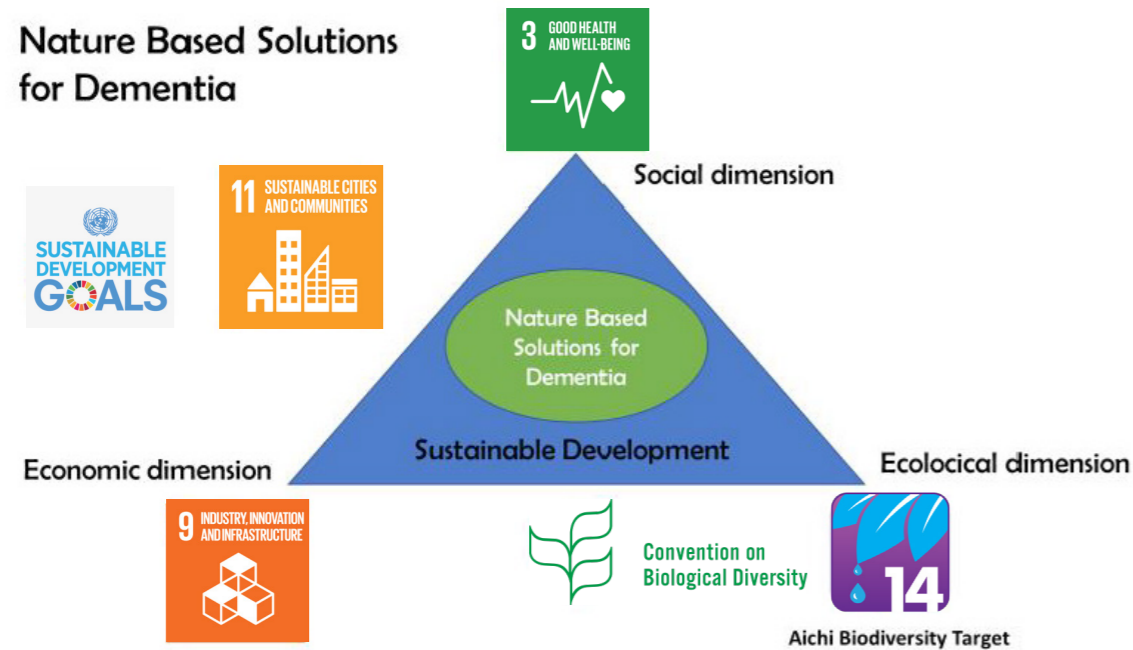 Nature Based Solutions
for Dementia
3 GOOD HEALTH
AND WELL-BEING
Social dimension
11 SUSTAINABLE CITIES
AND COMMUNITIES
SUSTAINABLE
DEVELOPMENT
GOALS
Nature Based
Solutions for
Dementia
Sustainable Development
Economic dimension
Ecolocical dimension
9 INDUSTRY, INNOVATION
AND INFRASTRUCTURE
Convention on
Biological Diversity
14
Aichi Biodiversity Target